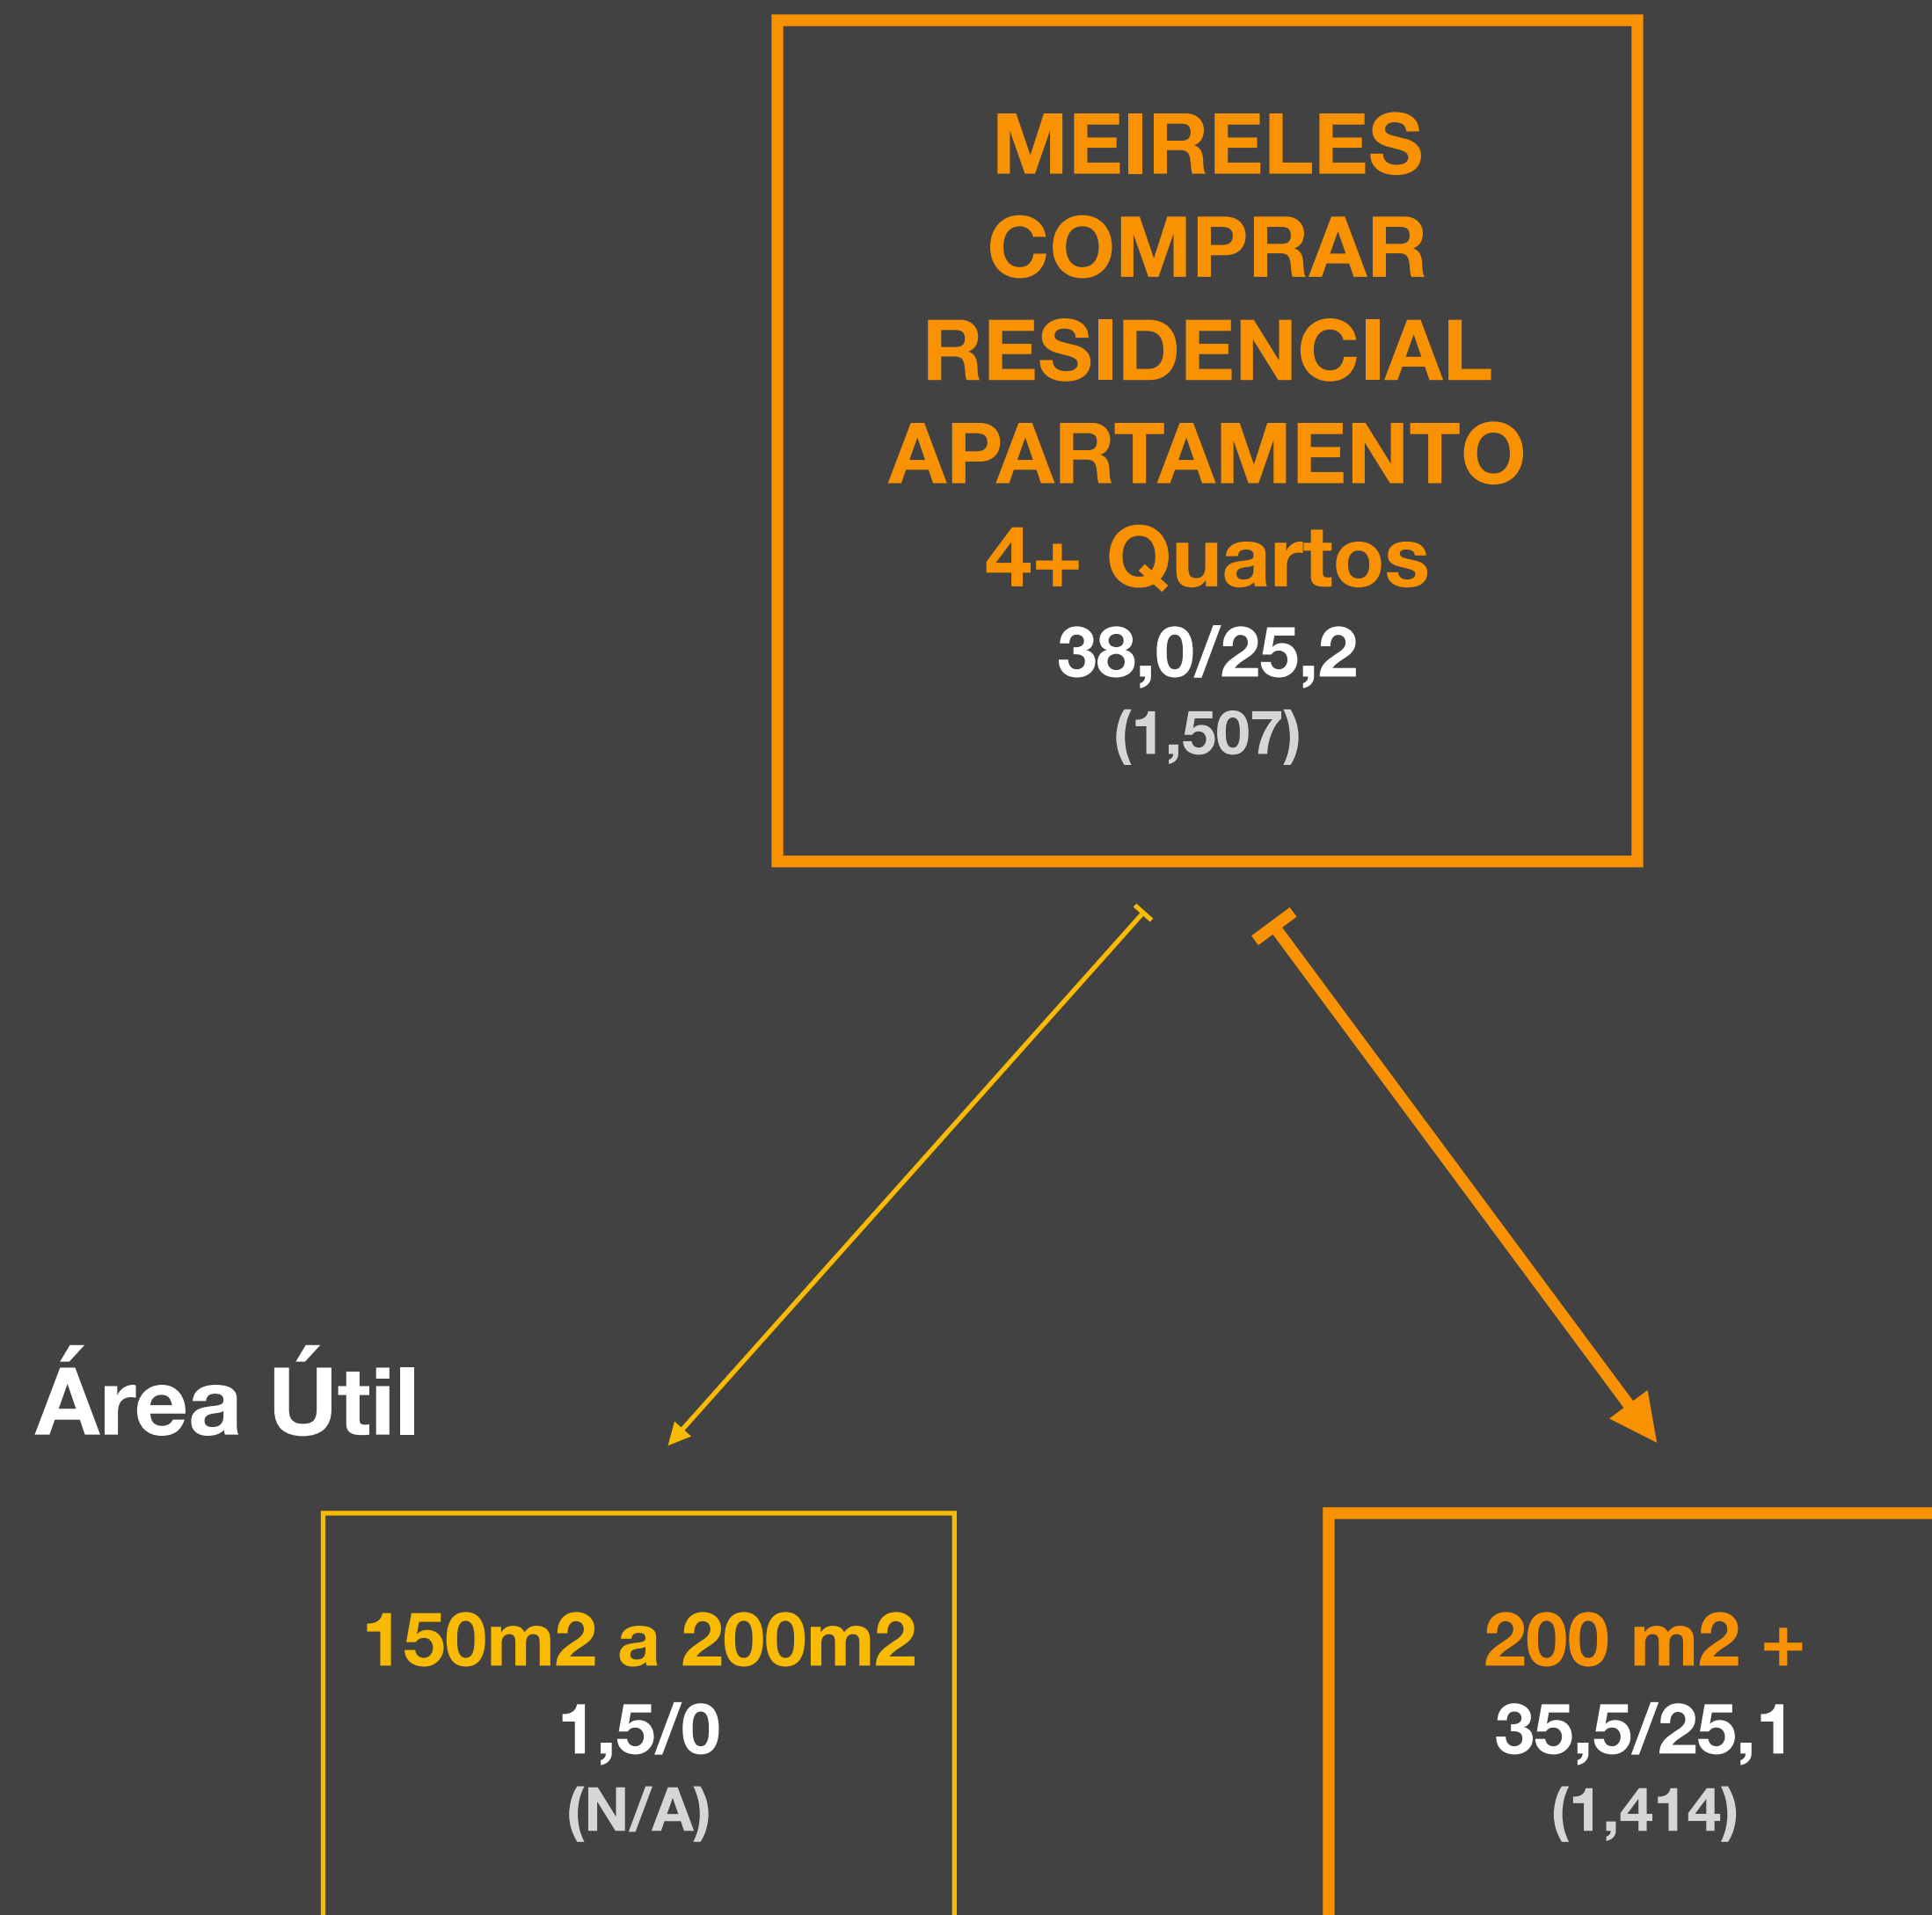 MEIRELES
COMPRAR
RESIDENCIAL
APARTAMENTO
4+ Quartos
38,0/25,2
(1,507)
Área Útil
150m2 a 200m2
1,5/0
(N/A)
200 m2 +
35,5/25,1
(1,414)